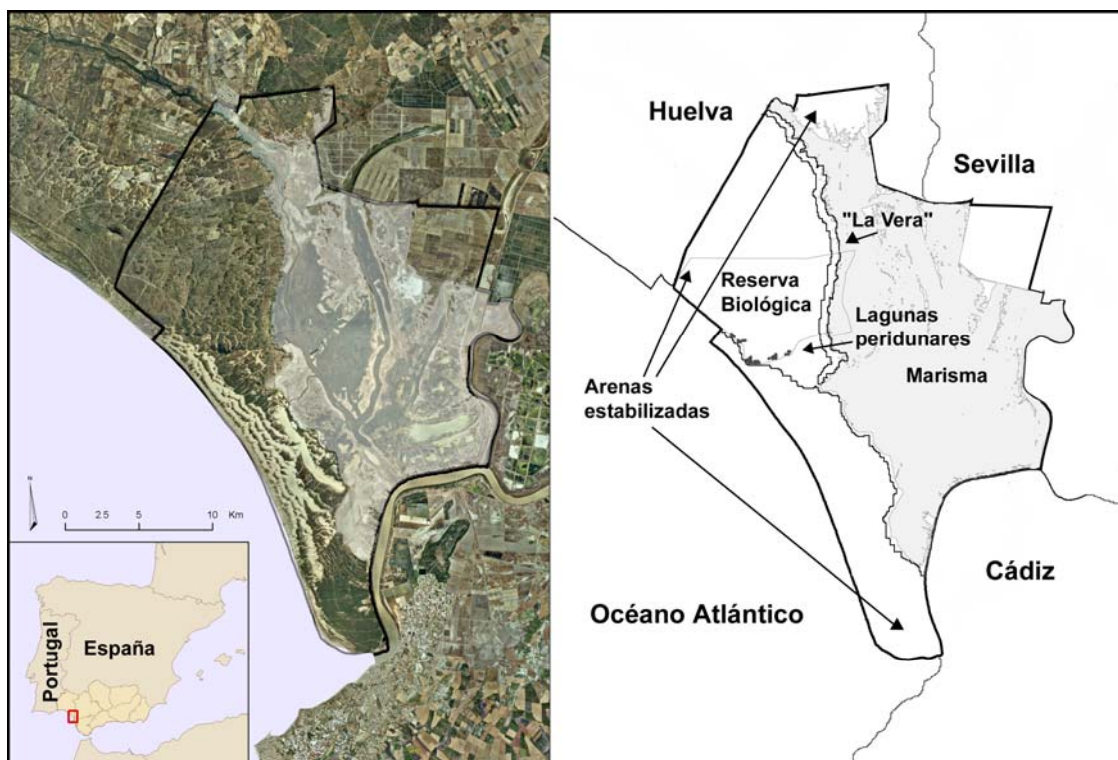 N
0 2.5 5 10 Km
Portugal
España
Huelva
Sevilla
"La Vera"
Reserva
Biológica
Lagunas
peridunares
Marisma
Arenas
estabilizadas
Cádiz
Océano Atlántico